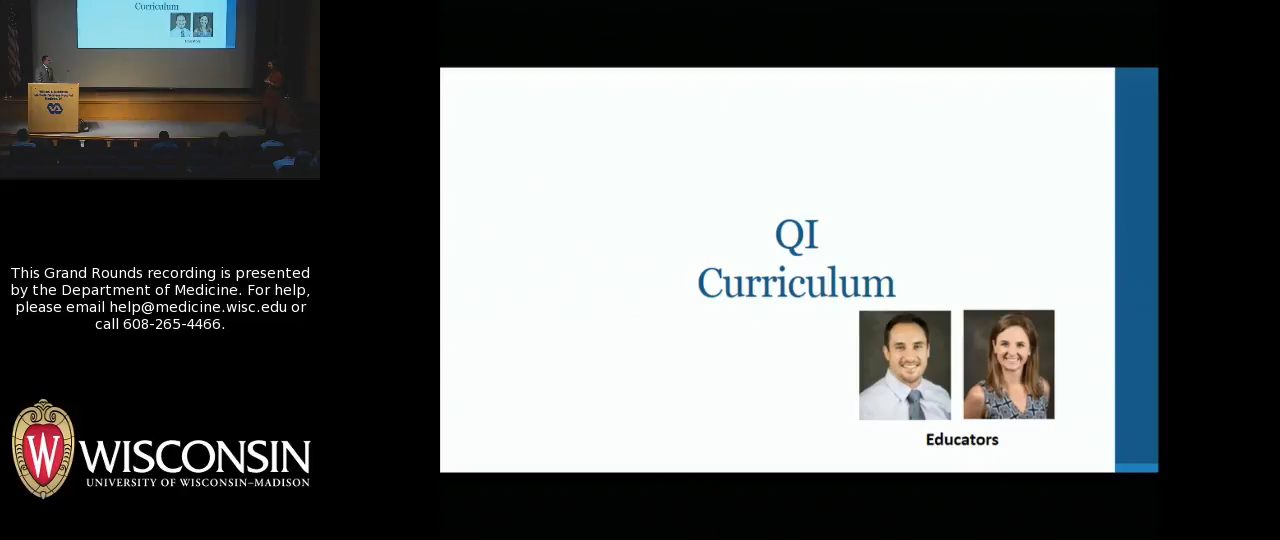 Curriculum
This Grand Rounds recording is presented
by the Department of Medicine. For help,
please email help@medicine.wisc.edu or
call 608-265-4466.
W WISCONSIN
UNIVERSITY OF WISCONSIN–MADISON
QI
Curriculum
Educators